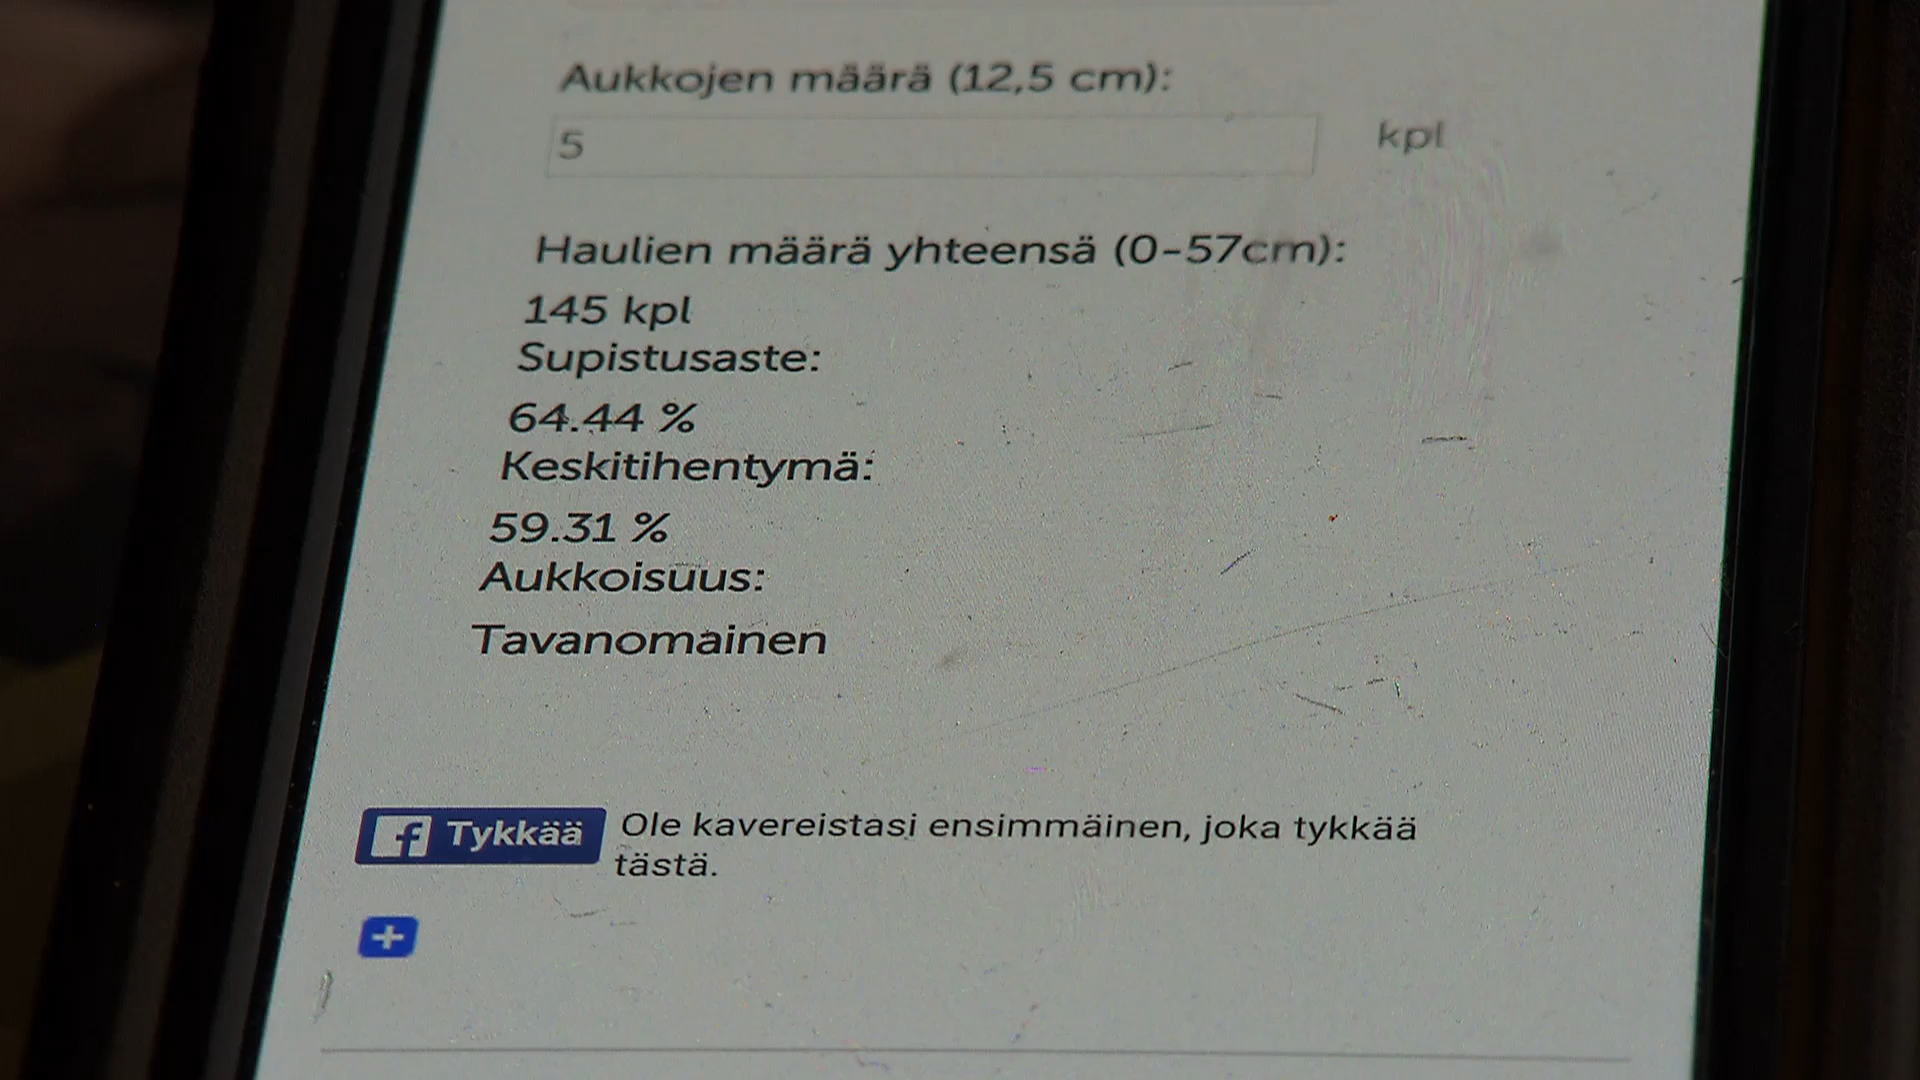 Aukkojen määrä (12,5 cm):
5 kpl
Haulien määrä yhteensä (0-57cm):
145 kpl
Supistusaste:
64.44 %
Keskitihentymä:
59.31 %
Aukkoisuus:
Tavanomainen
Tykkää Ole kavereistasi ensimmäinen, joka tykkää
tästä.